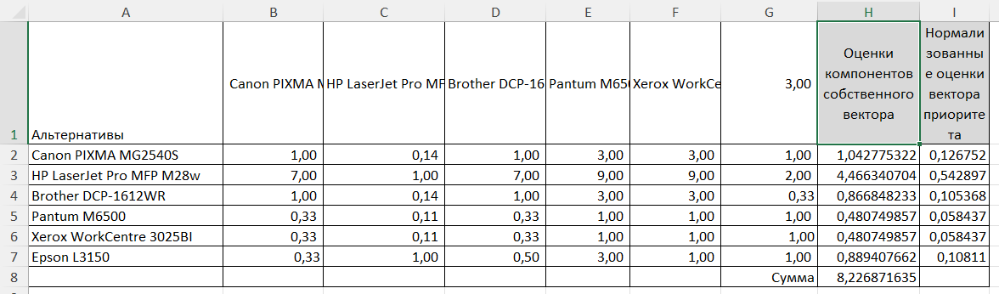 A B C D E F G H I
1 Альтернативы Canon PIXMA M HP LaserJet Pro MF Brother DCP-16 Pantum M650 Xerox WorkCe 3,00 Оценки компонентов собственного вектора Нормали зованны е оценки вектора приорите та
2 Canon PIXMA MG2540S 1,00 0,14 1,00 3,00 3,00 1,00 1,042775322 0,126752
3 HP LaserJet Pro MFP M28w 7,00 1,00 7,00 9,00 9,00 2,00 4,466340704 0,542897
4 Brother DCP-1612WR 1,00 0,14 1,00 3,00 3,00 0,33 0,866848233 0,105368
5 Pantum M6500 0,33 0,11 0,33 1,00 1,00 1,00 0,480749857 0,058437
6 Xerox WorkCentre 3025BI 0,33 0,11 0,33 1,00 1,00 1,00 0,480749857 0,058437
7 Epson L3150 0,33 1,00 0,50 3,00 1,00 1,00 0,889407662 0,10811
8 Сумма 8,226871635